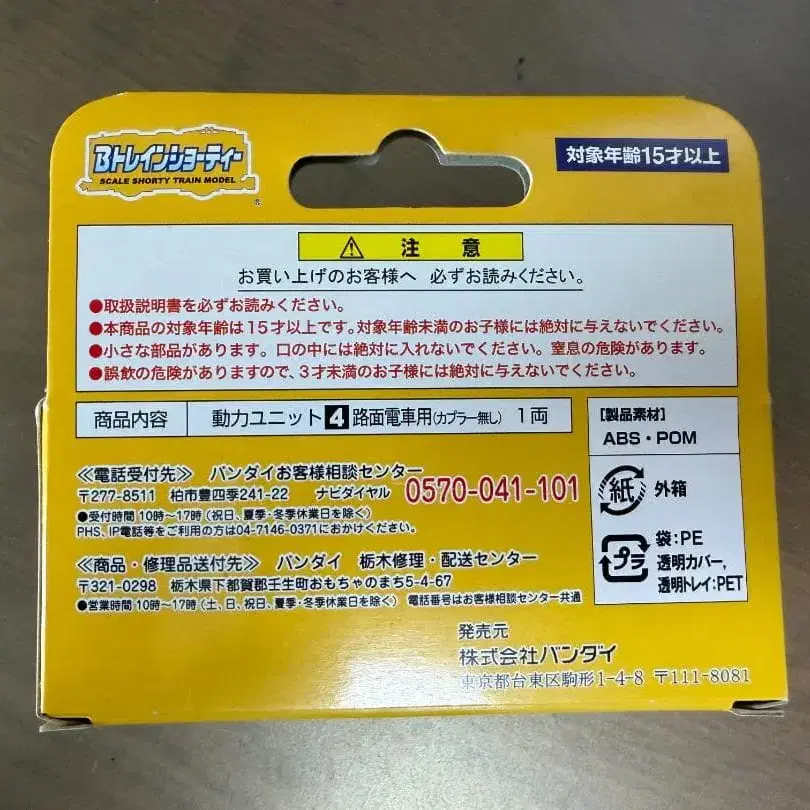 Bトレインショーティー
SCALE SHORTY TRAIN MODEL
®
対象年齢15才以上
注意
お買い上げのお客様へ 必ずお読みください。
●取扱説明書を必ずお読みください。
●本商品の対象年齢は15才以上です。対象年齢未満のお子様には絶対に与えないでください。
●小さな部品があります。口の中には絶対に入れないでください。窒息の危険があります。
●誤飲の危険がありますので、3才未満のお子様には絶対に与えないでください。
商品内容 動力ユニット4路面電車用(カプラー無し) 1両
≪電話受付先≫ バンダイお客様相談センター
〒277-8511 柏市豊四季241-22 ナビダイヤル 0570-041-101
●受付時間 10時〜17時(祝日、夏季・冬季休業日を除く)
PHS、IP電話等をご利用の方は04-7146-0371におかけください。
≪商品・修理品送付先≫ バンダイ 栃木修理・配送センター
〒321-0298 栃木県下都賀郡壬生町おもちゃのまち5-4-67
●営業時間 10時〜17時(土、日、祝日、夏季・冬季休業日を除く) 電話番号はお客様相談センター共通
[製品素材]
ABS・POM
紙 外箱
プラ 袋:PE
透明カバー,
透明トレイ:PET
発売元
株式会社バンダイ
東京都台東区駒形1-4-8 〒111-8081